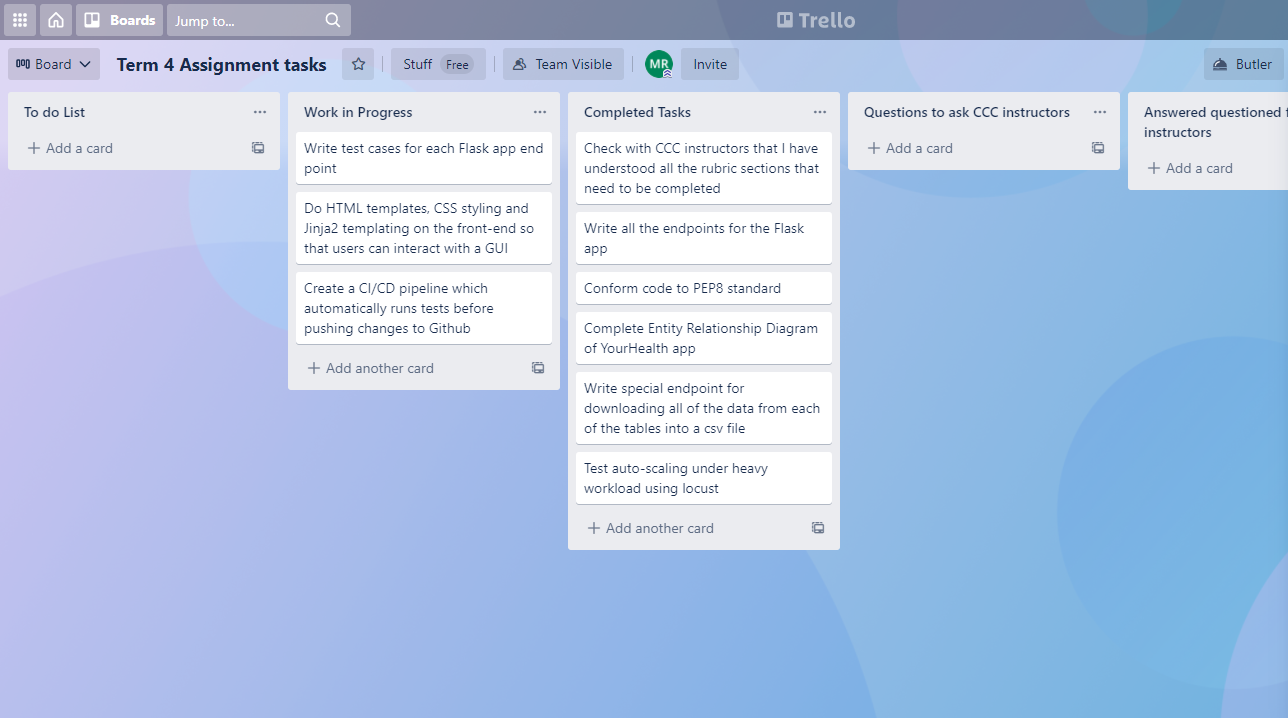 Boards
Jump to...
Trello
Board
Term 4 Assignment tasks
Stuff Free
Team Visible
MR
Invite
Butler
To do List
Add a card
Work in Progress
Write test cases for each Flask app end
point
Do HTML templates, CSS styling and
Jinja2 templating on the front-end so
that users can interact with a GUI
Create a CI/CD pipeline which
automatically runs tests before
pushing changes to Github
Add another card
Completed Tasks
Check with CCC instructors that I have
understood all the rubric sections that
need to be completed
Write all the endpoints for the Flask
app
Conform code to PEP8 standard
Complete Entity Relationship Diagram
of YourHealth app
Write special endpoint for
downloading all of the data from each
of the tables into a csv file
Test auto-scaling under heavy
workload using locust
Add another card
Questions to ask CCC instructors
Add a card
Answered questioned
instructors
Add a card